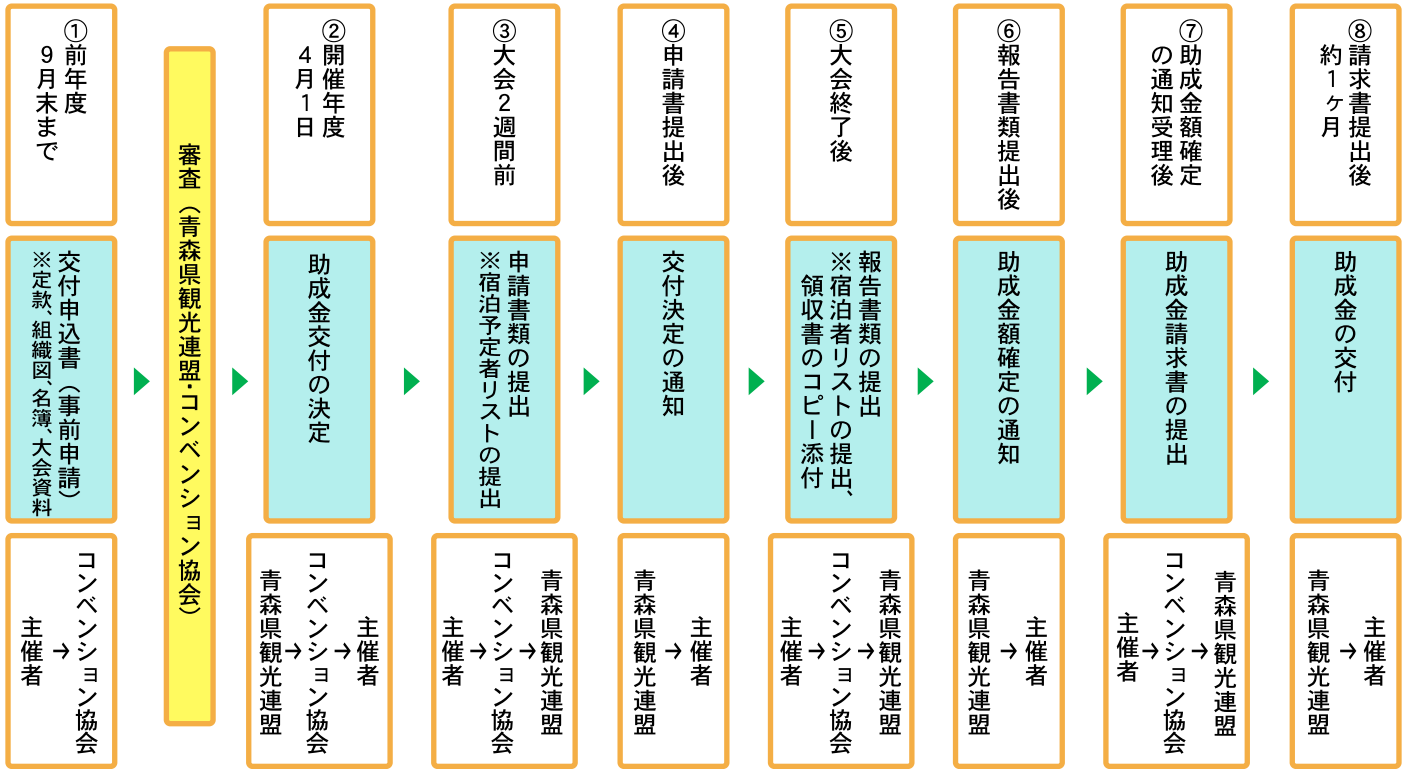 ①前年度
９月末まで
交付申込書（事前申請）
※定款、組織図、名簿、大会資料
主催者
→
コンベンション協会
審査（青森県観光連盟・コンベンション協会）
②開催年度
４月１日
助成金交付の決定
青森県観光連盟
→
コンベンション協会
→
主催者
③大会２週間前
申請書類の提出
※宿泊予定者リストの提出
主催者
→
コンベンション協会
→
青森県観光連盟
④申請書提出後
交付決定の通知
青森県観光連盟
→
主催者
⑤大会終了後
報告書類の提出
※宿泊者リストの提出、
領収書のコピー添付
主催者
→
コンベンション協会
→
青森県観光連盟
⑥報告書類提出後
助成金額確定の通知
青森県観光連盟
→
主催者
⑦助成金額確定
の通知受理後
助成金請求書の提出
主催者
→
コンベンション協会
→
青森県観光連盟
⑧請求書提出後
約１ヶ月
助成金の交付
青森県観光連盟
→
主催者